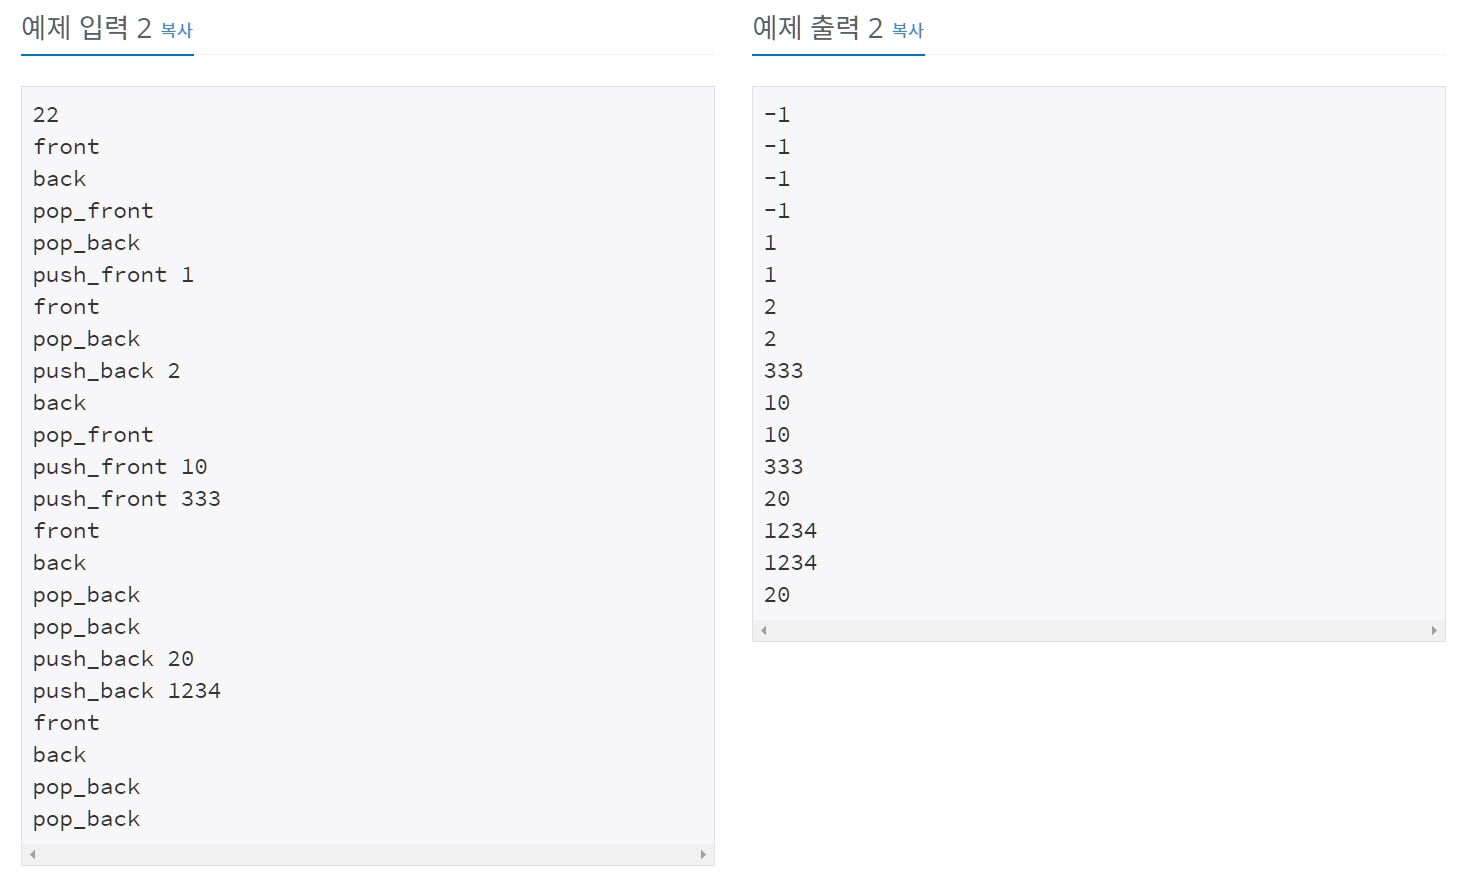 예제 입력 2 복사
22
front
back
pop_front
pop_back
push_front 1
front
pop_back
push_back 2
back
pop_front
push_front 10
push_front 333
front
back
pop_back
pop_back
push_back 20
push_back 1234
front
back
pop_back
pop_back
예제 출력 2 복사
-1
-1
-1
-1
1
1
2
2
333
10
10
333
20
1234
1234
20